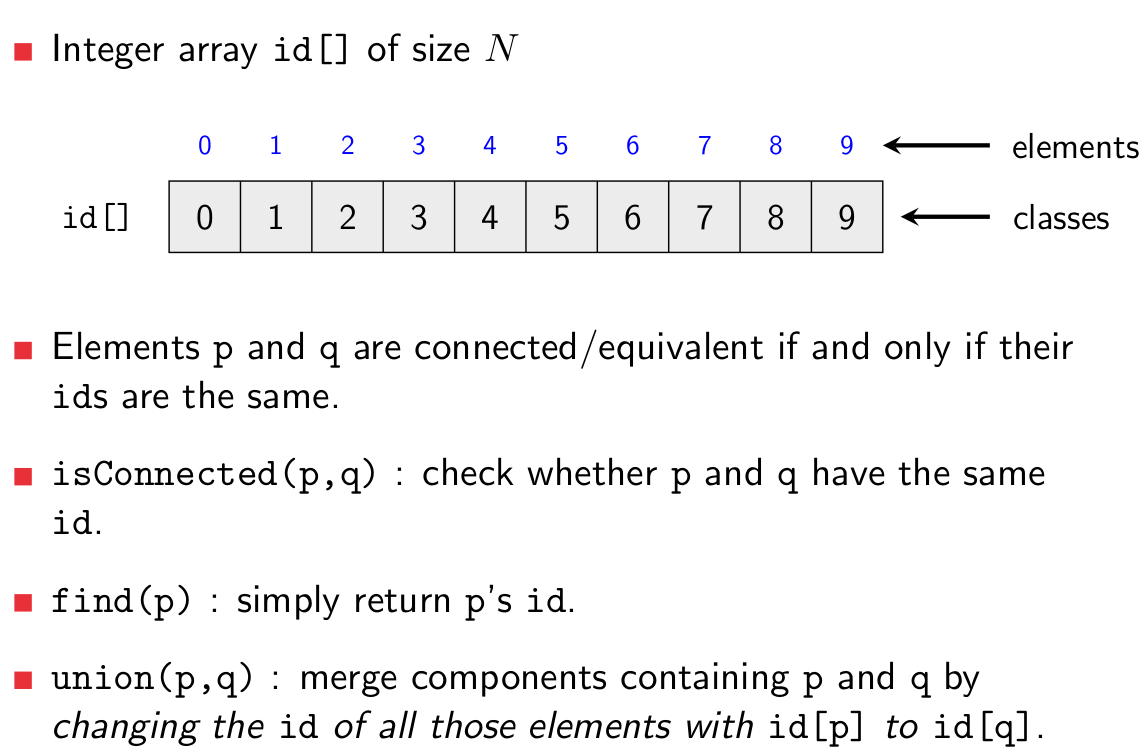 Integer array id[] of size N
0 1 2 3 4 5 6 7 8 9 elements
id[] 0 1 2 3 4 5 6 7 8 9 classes
Elements p and q are connected/equivalent if and only if their
ids are the same.
isConnected(p,q) : check whether p and q have the same
id.
find(p) : simply return p's id.
union(p,q) : merge components containing p and q by
changing the id of all those elements with id[p] to id[q].